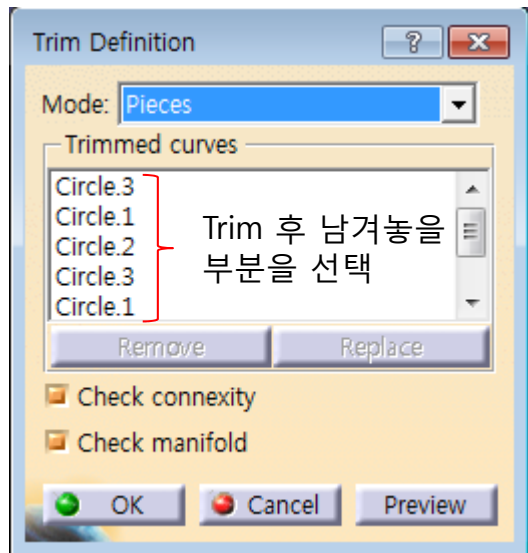 Trim Definition
Mode: Pieces
Trimmed curves
Circle.3
Circle.1
Circle.2
Circle.3
Circle.1
Trim 후 남겨놓을
부분을 선택
Remove Replace
Check connexity
Check manifold
OK Cancel Preview